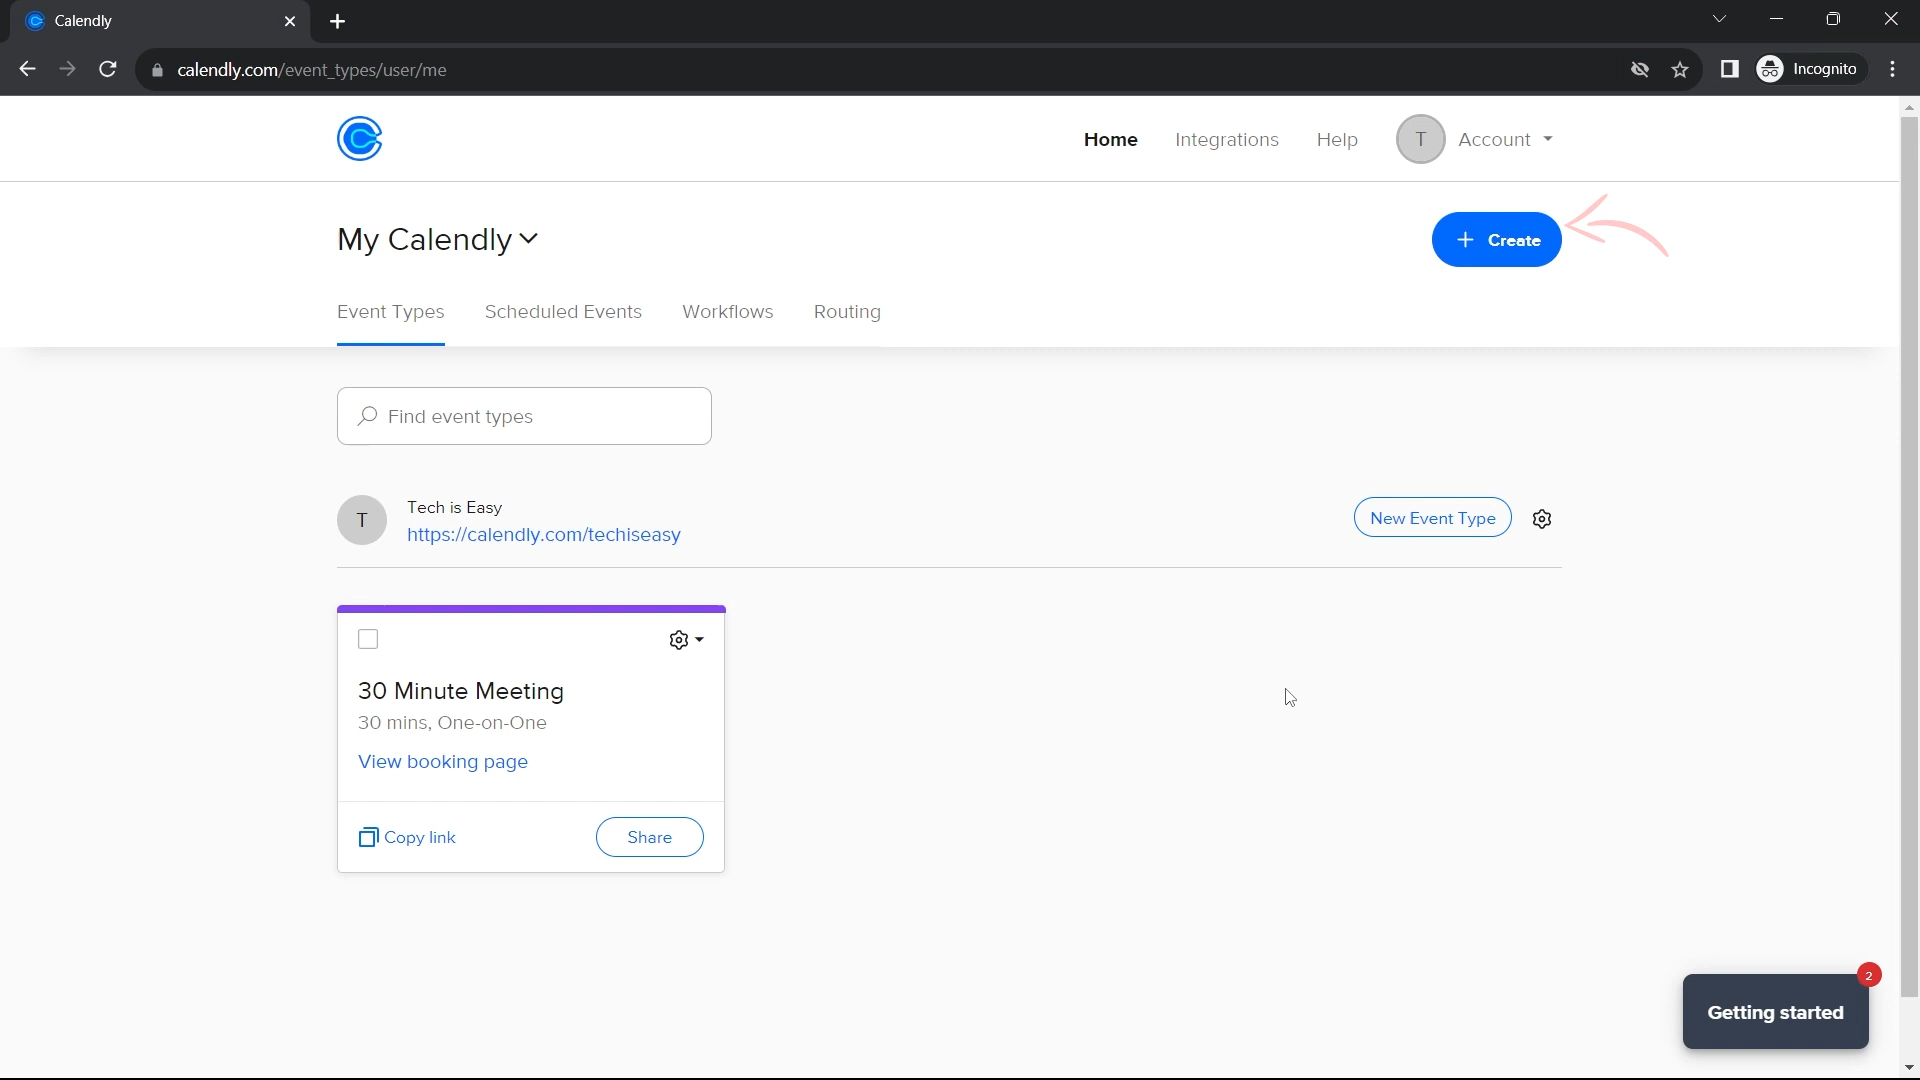 Calendly
calendly.com/event_types/user/me
Incognito
Home
Integrations
Help
T
Account
My Calendly
+ Create
Event Types
Scheduled Events
Workflows
Routing
Find event types
T
Tech is Easy
https://calendly.com/techiseasy
New Event Type
30 Minute Meeting
30 mins, One-on-One
View booking page
Copy link
Share
2
Getting started